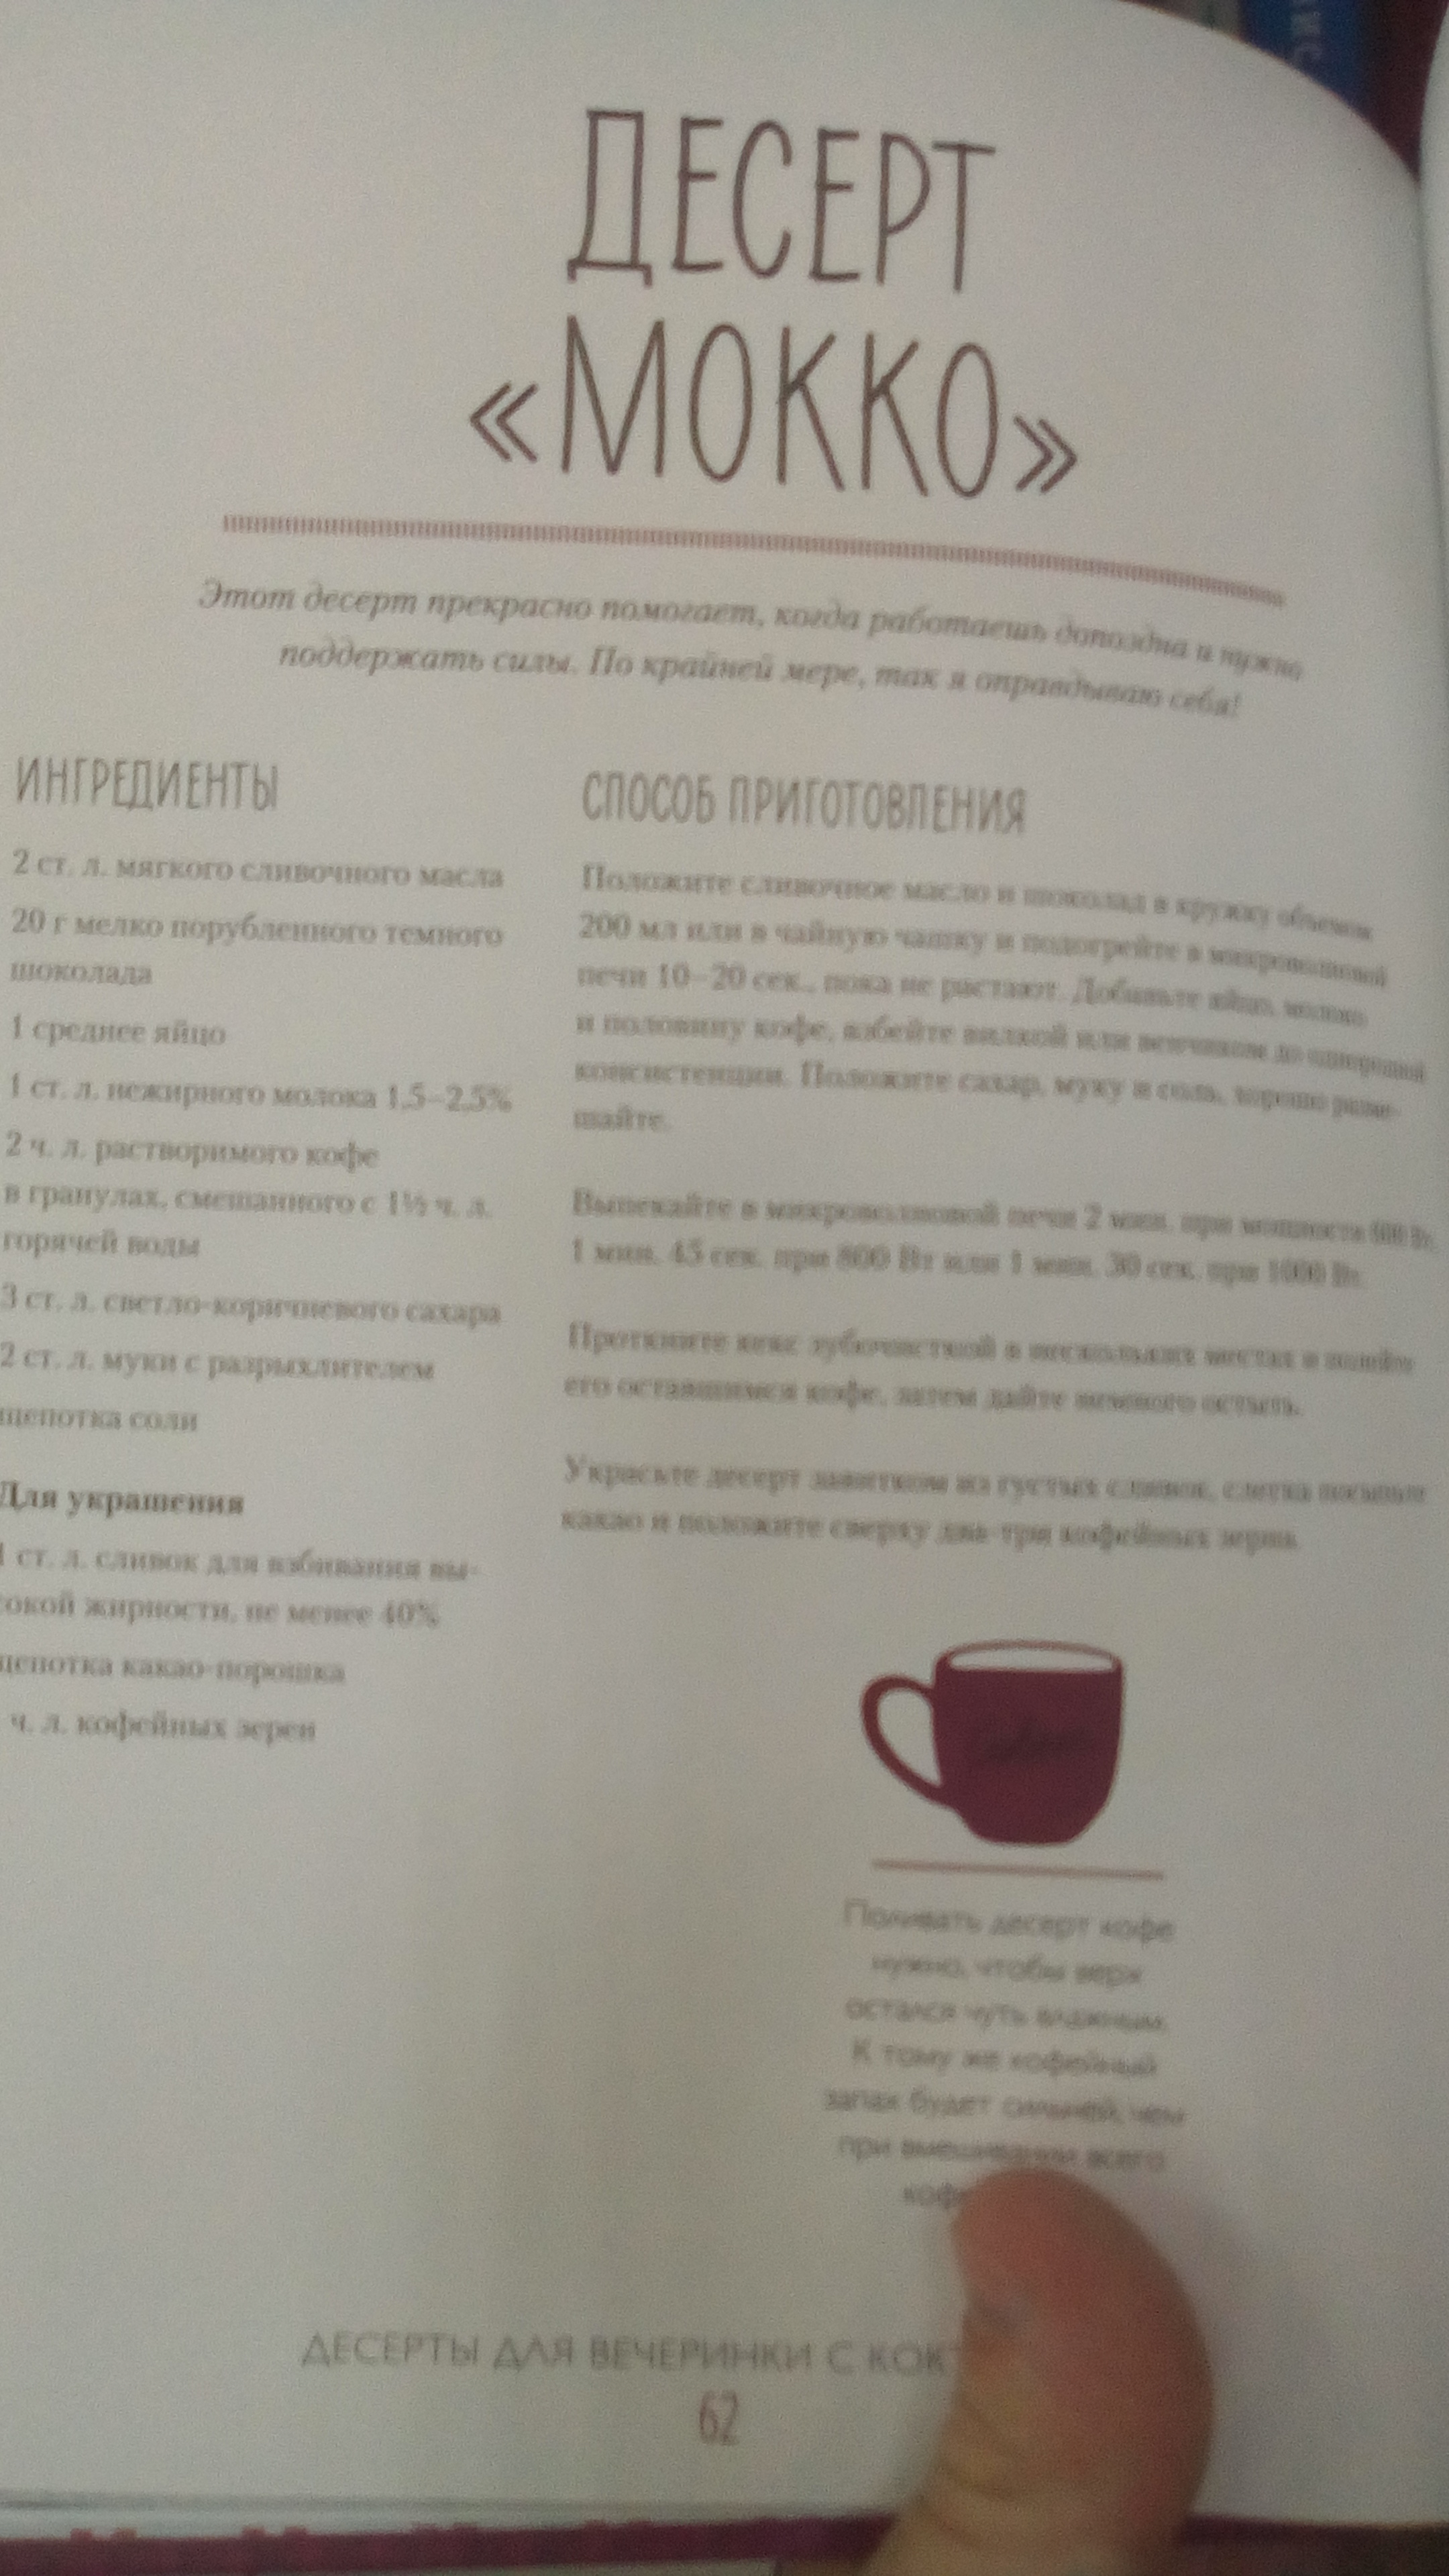 ДЕСЕРТ
«МОККО»
Этот десерт прекрасно помогает, когда работаешь допоздна и нужно
поддержать силы. По крайней мере, так я оправдываю себя!
ИНГРЕДИЕНТЫ
2 ст. л. мягкого сливочного масла
20 г мелко порубленного темного
шоколада
1 среднее яйцо
1 ст. л. нежирного молока 1,5–2,5%
2 ч. л. растворимого кофе
в гранулах, смешанного с 1½ ч. л.
горячей воды
3 ст. л. светло-коричневого сахара
2 ст. л. муки с разрыхлителем
щепотка соли
Для украшения
1 ст. л. сливок для взбивания вы-
сокой жирности, не менее 40%
щепотка какао-порошка
ч. л. кофейных зерен
СПОСОБ ПРИГОТОВЛЕНИЯ
Положите сливочное масло и шоколад в кружку объемом
200 мл или в чайную чашку и подогрейте в микроволновой
печи 10–20 сек., пока не растают. Добавьте яйцо, молоко
и половину кофе, взбейте вилкой или венчиком до однородной
консистенции. Положите сахар, муку и соль, хорошо разме-
шайте.
Выпекайте в микроволновой печи 2 мин. при мощности Вт,
1 мин. 45 сек. при 800 Вт или 1 мин. 30 сек. при 1000 Вт.
Проткните кекс зубочисткой в нескольких местах и полейте
его оставшимся кофе, затем дайте немного остыть.
Украсьте десерт завитком из густых сливок, слегка посыпьте
какао и положите сверху два-три кофейных зерна.
Поливать десерт кофе
нужно, чтобы верх
остался чуть влажным.
К тому же кофейный
запах будет сильней, чем
при вмешивании всего
ДЕСЕРТЫ ДЛЯ ВЕЧЕРИНКИ С
62